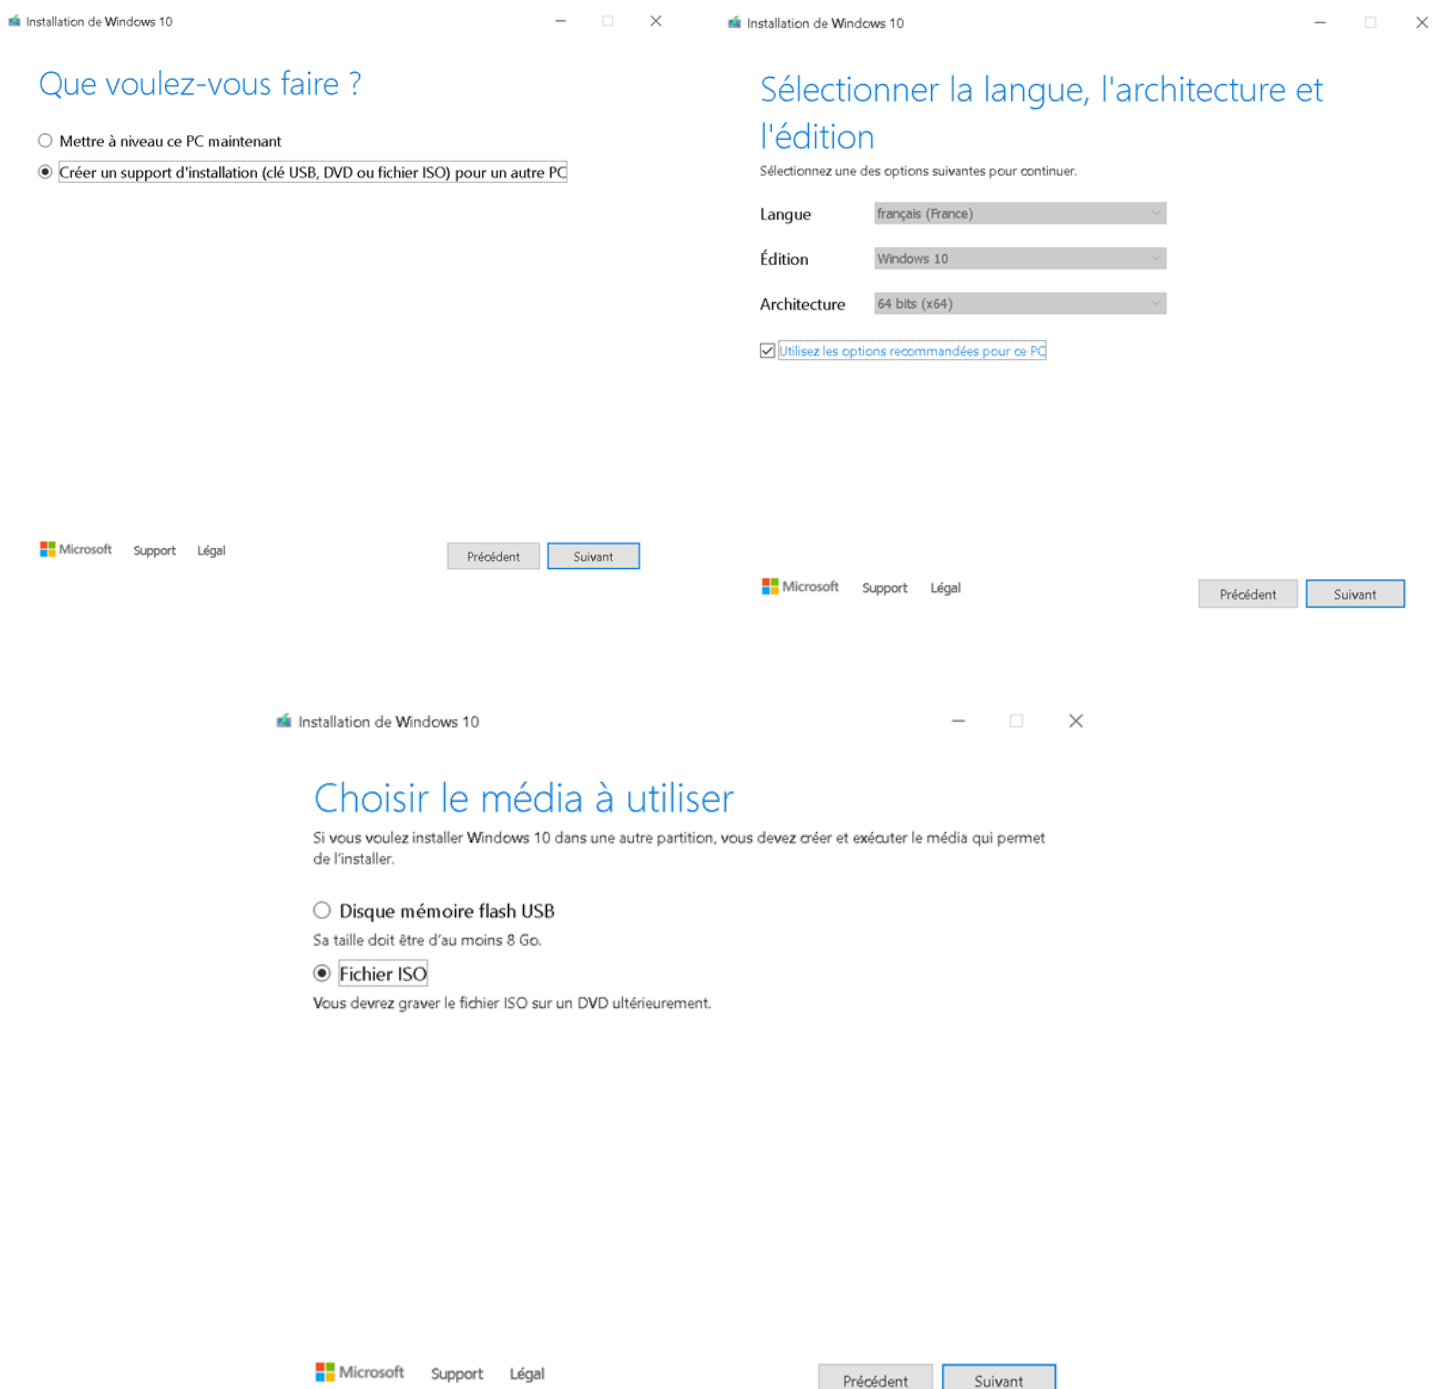 Installation de Windows 10
Que voulez-vous faire ?
Mettre à niveau ce PC maintenant
Créer un support d'installation (clé USB, DVD ou fichier ISO) pour un autre PC
Microsoft Support Légal
Précédent Suivant
Installation de Windows 10
Sélectionner la langue, l'architecture et
l'édition
Sélectionnez une des options suivantes pour continuer.
Langue français (France)
Édition Windows 10
Architecture 64 bits (x64)
Utilisez les options recommandées pour ce PC
Microsoft Support Légal
Précédent Suivant
Installation de Windows 10
Choisir le média à utiliser
Si vous voulez installer Windows 10 dans une autre partition, vous devez créer et exécuter le média qui permet
de l'installer.
Disque mémoire flash USB
Sa taille doit être d'au moins 8 Go.
Fichier ISO
Vous devrez graver le fichier ISO sur un DVD ultérieurement.
Microsoft Support Légal
Précédent Suivant